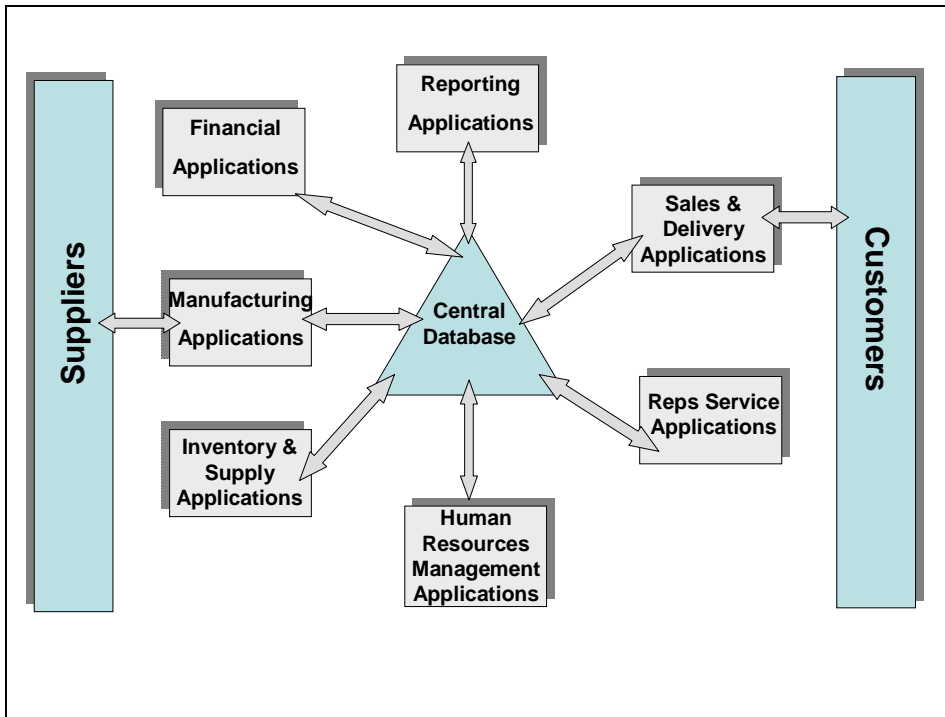 Suppliers
Financial
Applications
Reporting
Applications
Sales &
Delivery
Applications
Customers
Manufacturing
Applications
Central
Database
Reps Service
Applications
Inventory &
Supply
Applications
Human
Resources
Management
Applications